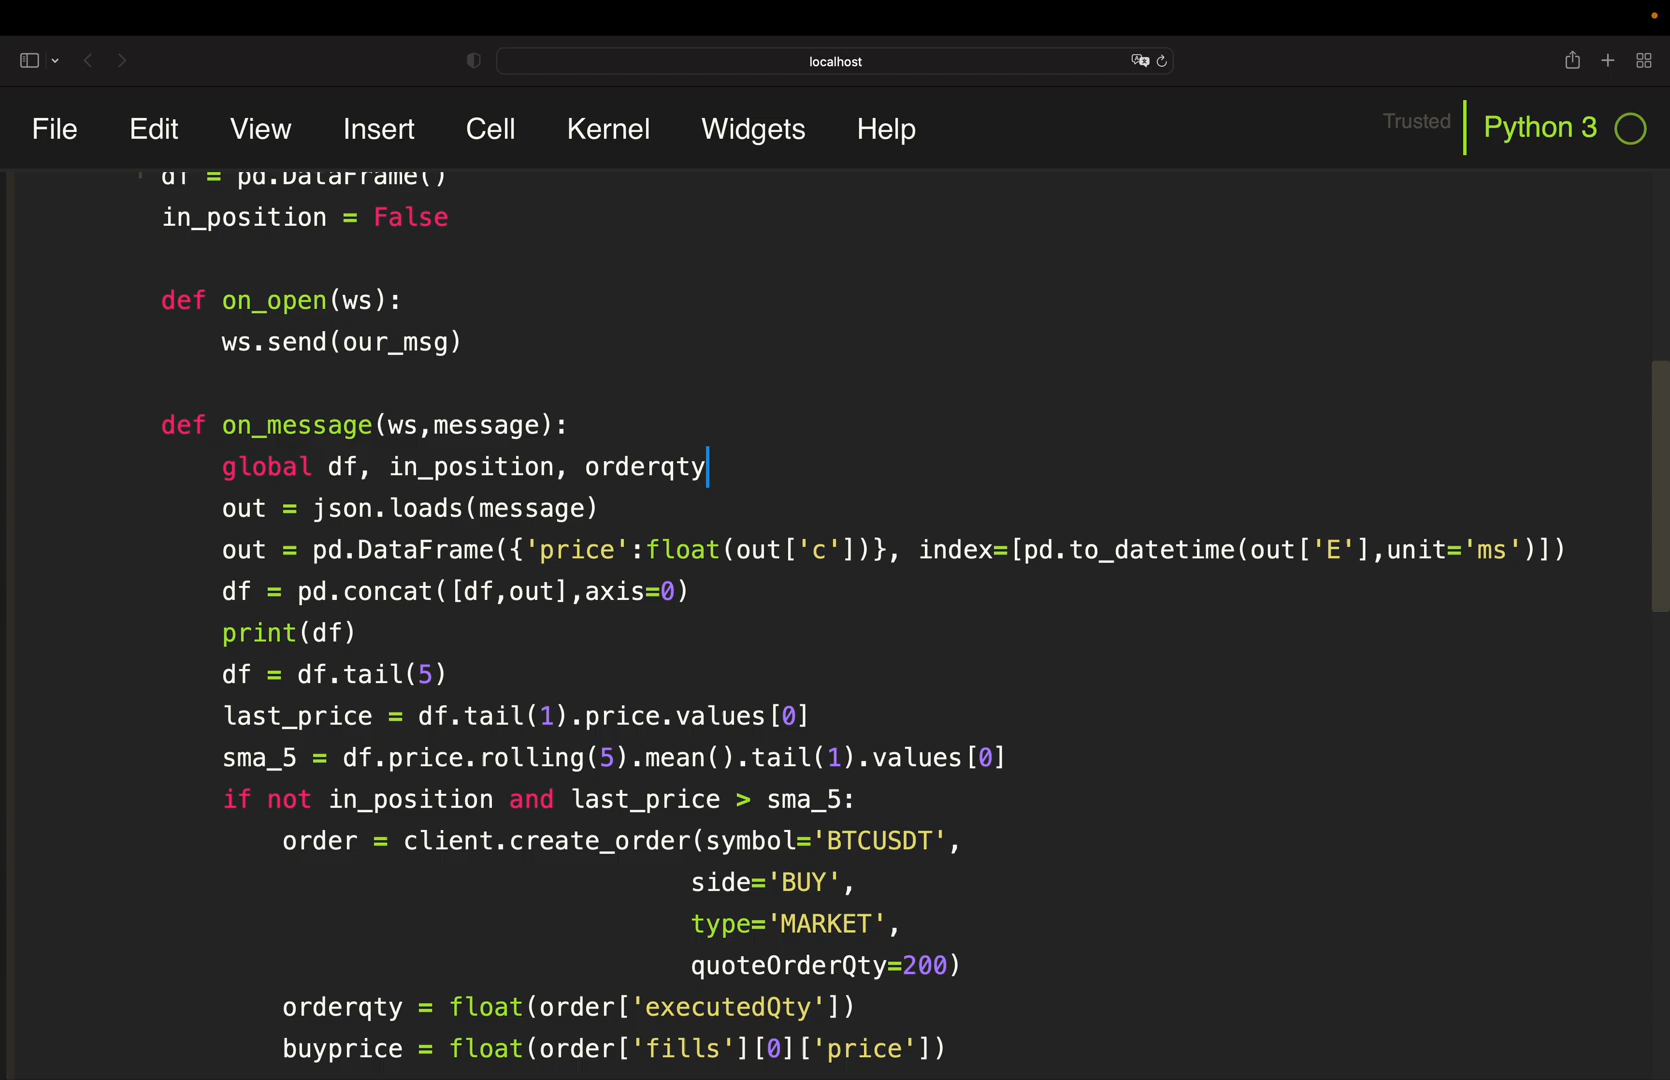 localhost
File Edit View Insert Cell Kernel Widgets Help Trusted Python 3
df = pd.DataFrame()
in_position = False
def on_open(ws):
ws.send(our_msg)
def on_message(ws,message):
global df, in_position, orderqty
out = json.loads(message)
out = pd.DataFrame({'price':float(out['c'])}, index=[pd.to_datetime(out['E'],unit='ms')])
df = pd.concat([df,out],axis=0)
print(df)
df = df.tail(5)
last_price = df.tail(1).price.values[0]
sma_5 = df.price.rolling(5).mean().tail(1).values[0]
if not in_position and last_price > sma_5:
order = client.create_order(symbol='BTCUSDT',
side='BUY',
type='MARKET',
quoteOrderQty=200)
orderqty = float(order['executedQty'])
buyprice = float(order['fills'][0]['price'])